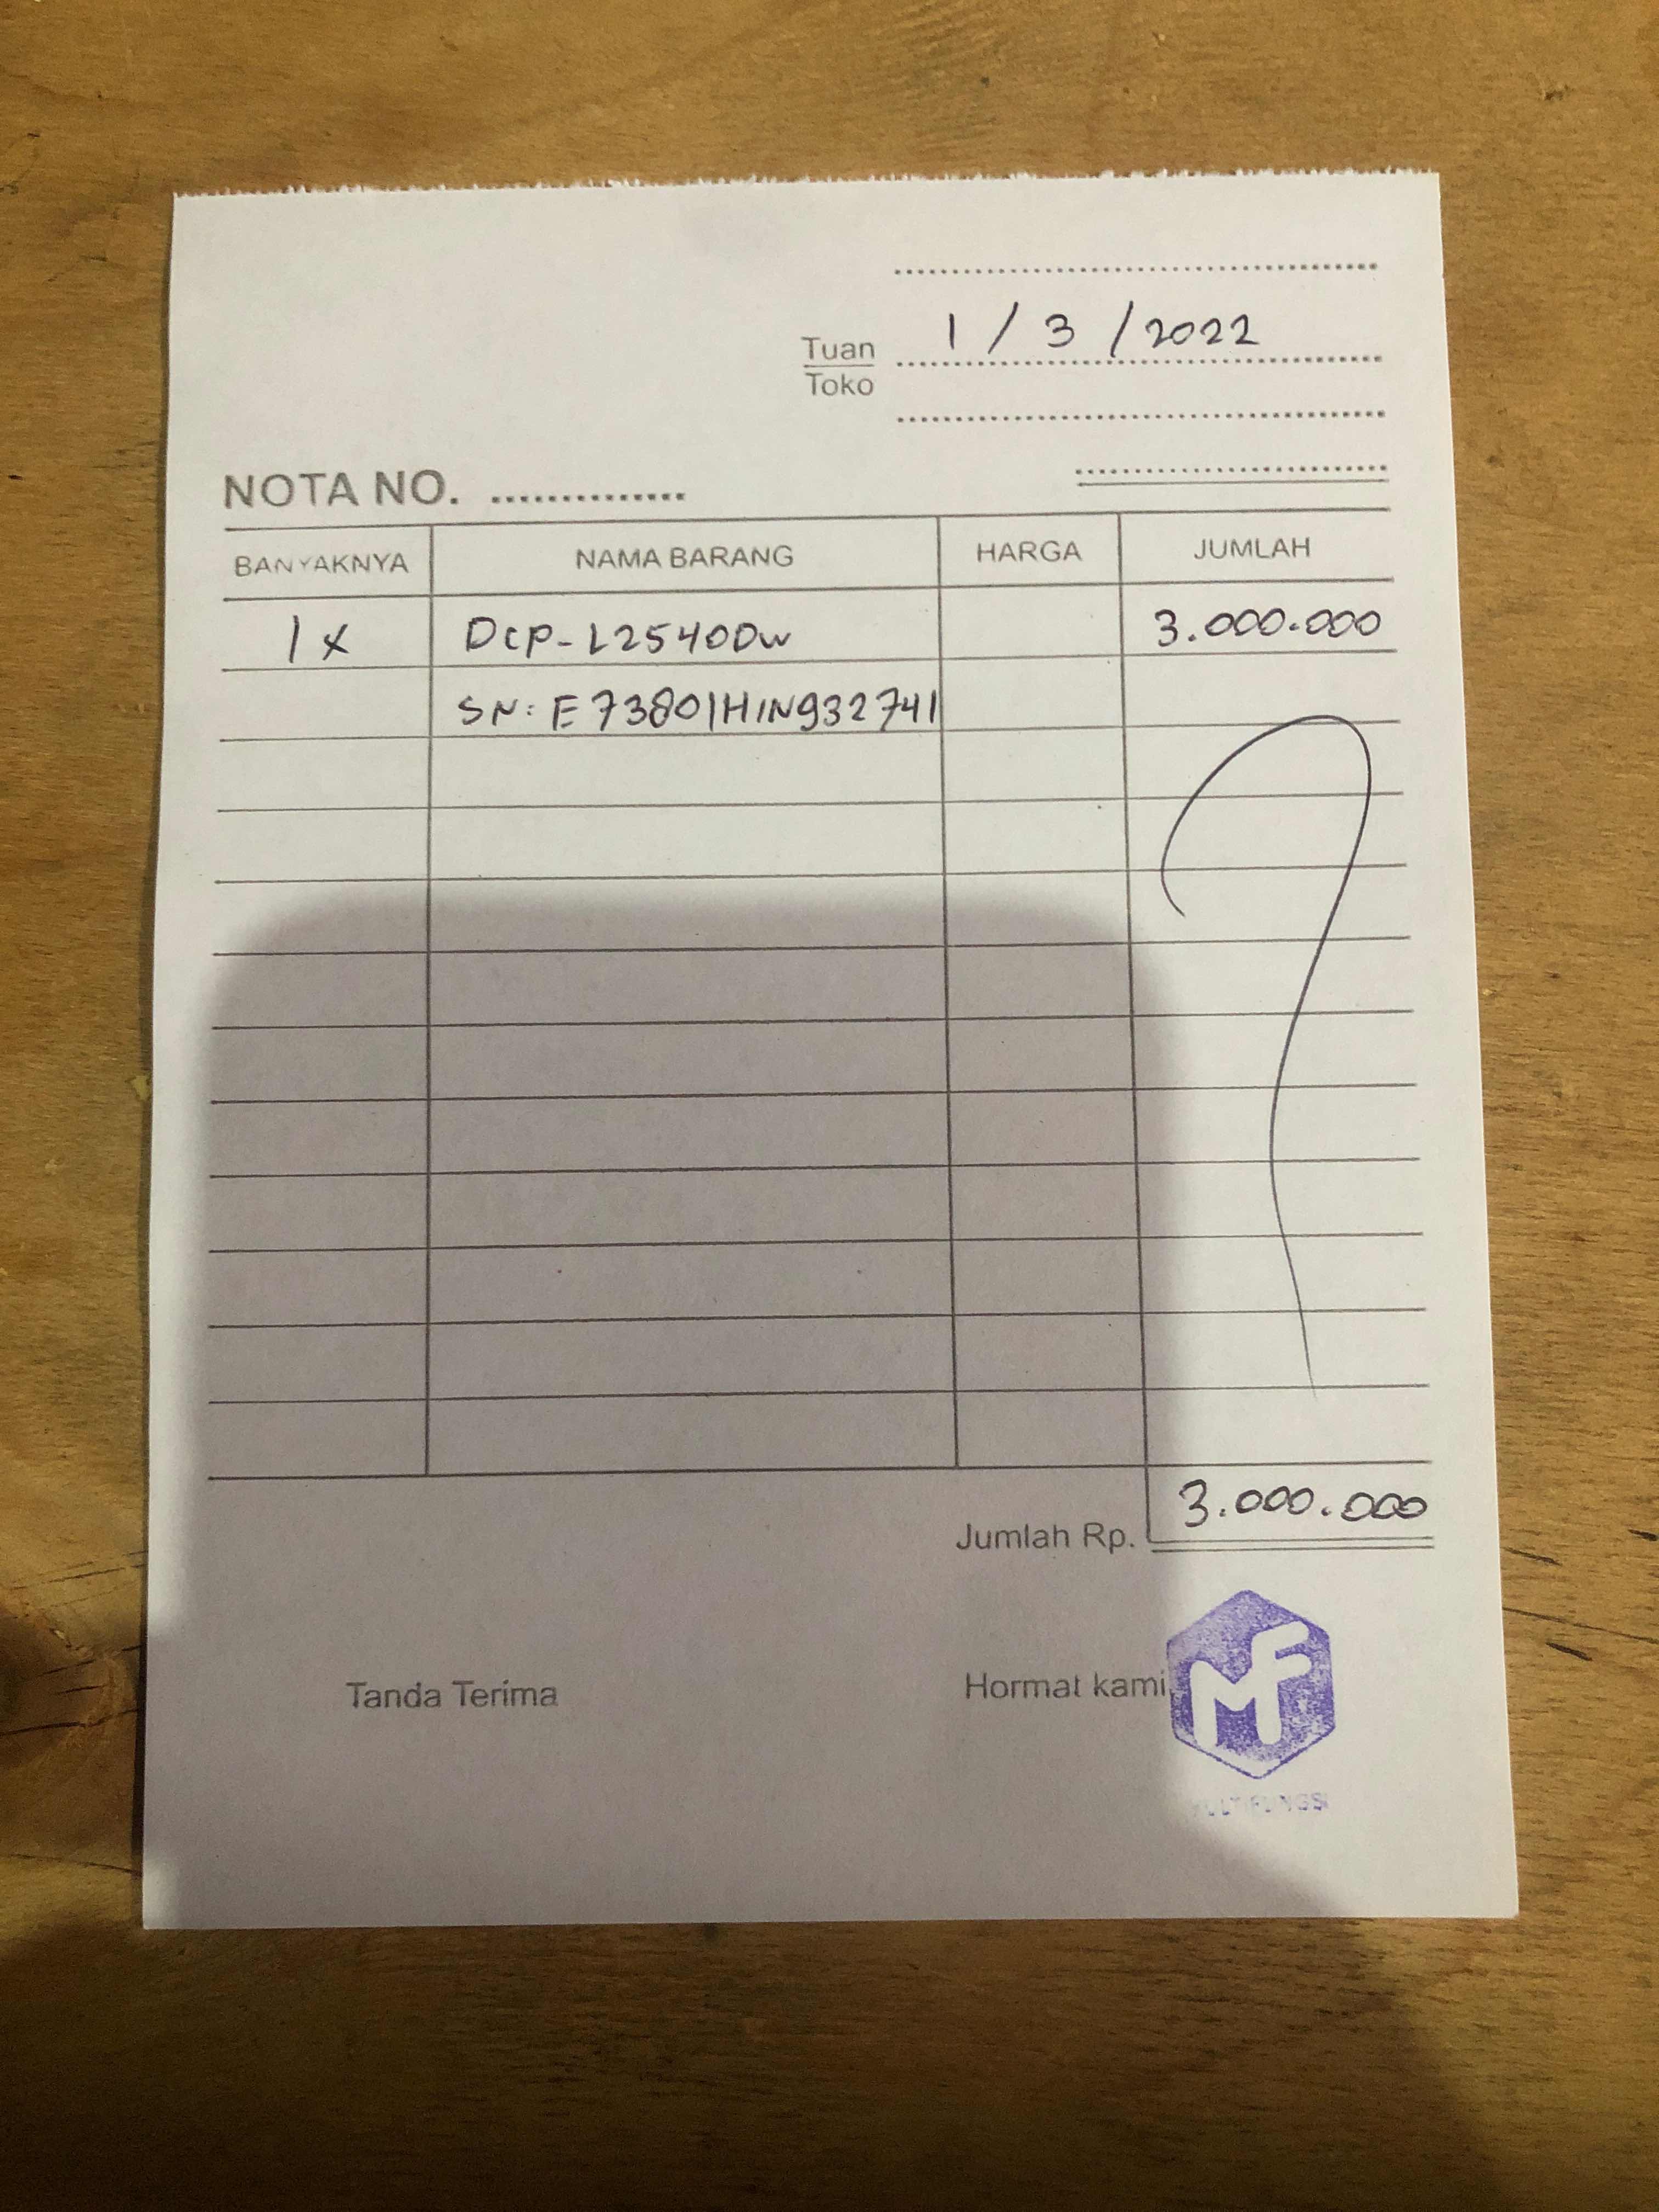 1 / 3 / 2022
Tuan
Toko
NOTA NO. ..............
BANYAKNYA NAMA BARANG HARGA JUMLAH
1x DCP-L2540DW 3.000.000
SN: E73801H1N932741
Jumlah Rp. 3.000.000
Tanda Terima Hormat kami,
MF
MULTIFUNGSI